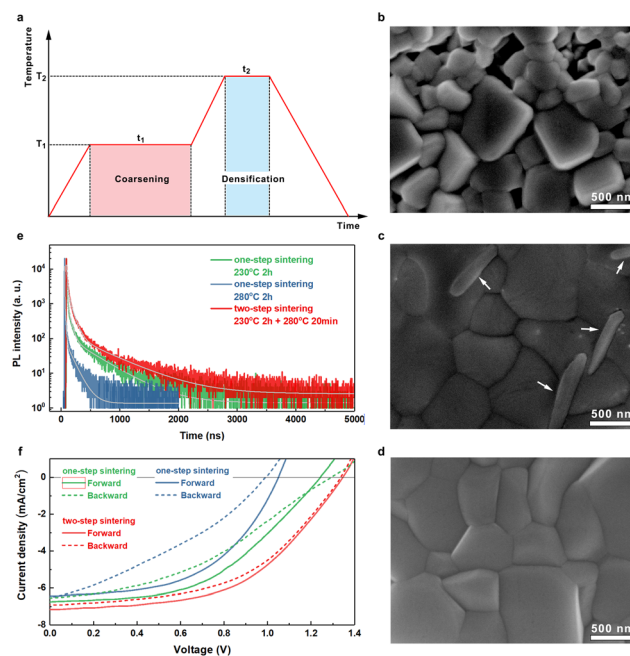 a
Temperature
T2
T1
t1
t2
Coarsening
Densification
Time
b
500 nm
e
PL intensity (a. u.)
10^4
10^3
10^2
10^1
10^0
one-step sintering
230°C 2h
one-step sintering
280°C 2h
two-step sintering
230°C 2h + 280°C 20min
0 1000 2000 3000 4000 5000
Time (ns)
c
500 nm
f
Current density (mA/cm²)
0
-2
-4
-6
-8
one-step sintering one-step sintering
Forward Forward
Backward Backward
two-step sintering
Forward
Backward
0.0 0.2 0.4 0.6 0.8 1.0 1.2 1.4
Voltage (V)
d
500 nm